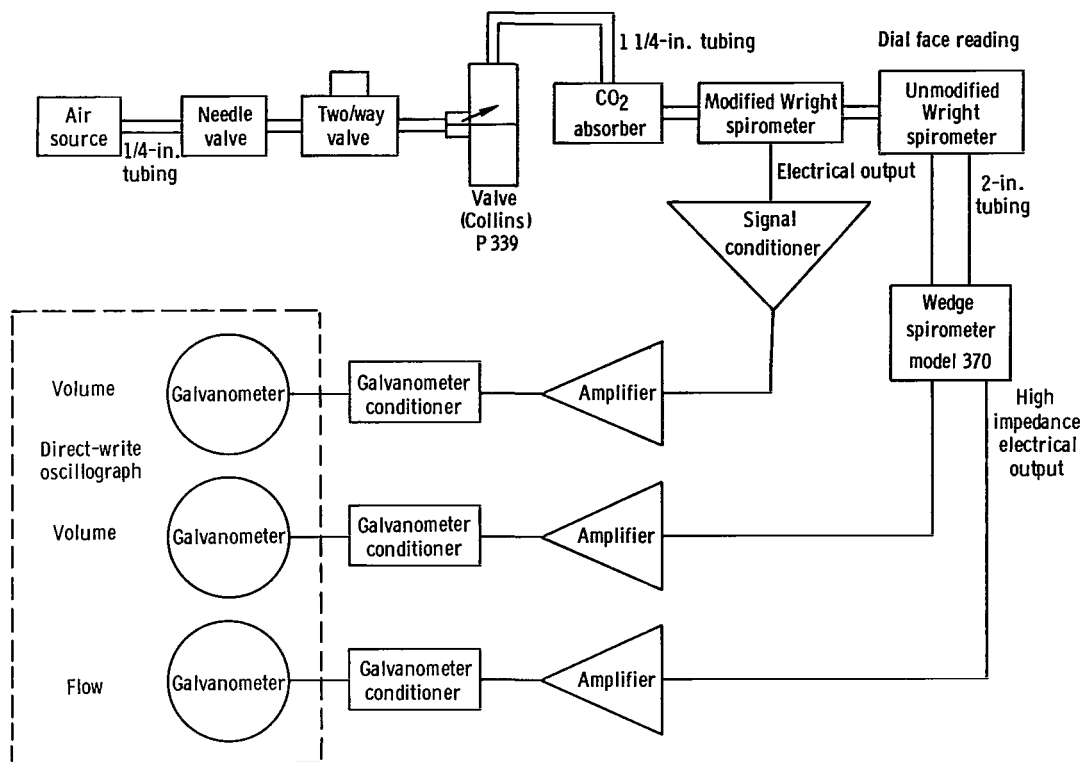 Air
source
1/4-in.
tubing
Needle
valve
Two/way
valve
Valve
(Collins)
P 339
1 1/4-in. tubing
CO2
absorber
Modified Wright
spirometer
Dial face reading
Unmodified
Wright
spirometer
Electrical output
2-in.
tubing
Signal
conditioner
Wedge
spirometer
model 370
High
impedance
electrical
output
Volume
Galvanometer
Galvanometer
conditioner
Amplifier
Direct-write
oscillograph
Volume
Galvanometer
Galvanometer
conditioner
Amplifier
Flow
Galvanometer
Galvanometer
conditioner
Amplifier